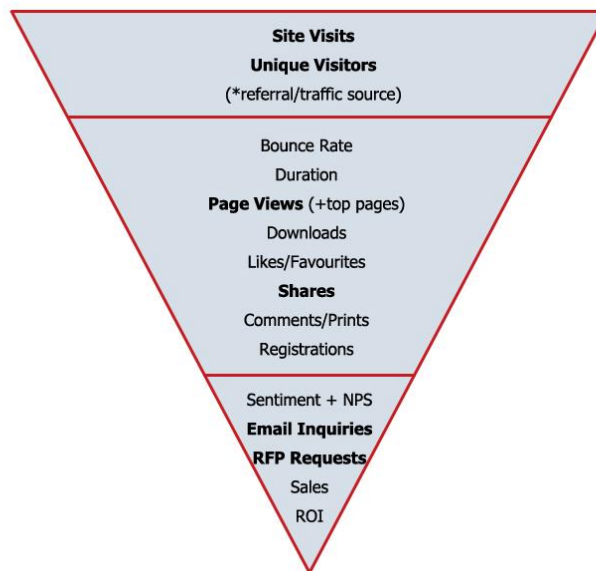 Site Visits
Unique Visitors
(*referral/traffic source)
Bounce Rate
Duration
Page Views (+top pages)
Downloads
Likes/Favourites
Shares
Comments/Prints
Registrations
Sentiment + NPS
Email Inquiries
RFP Requests
Sales
ROI